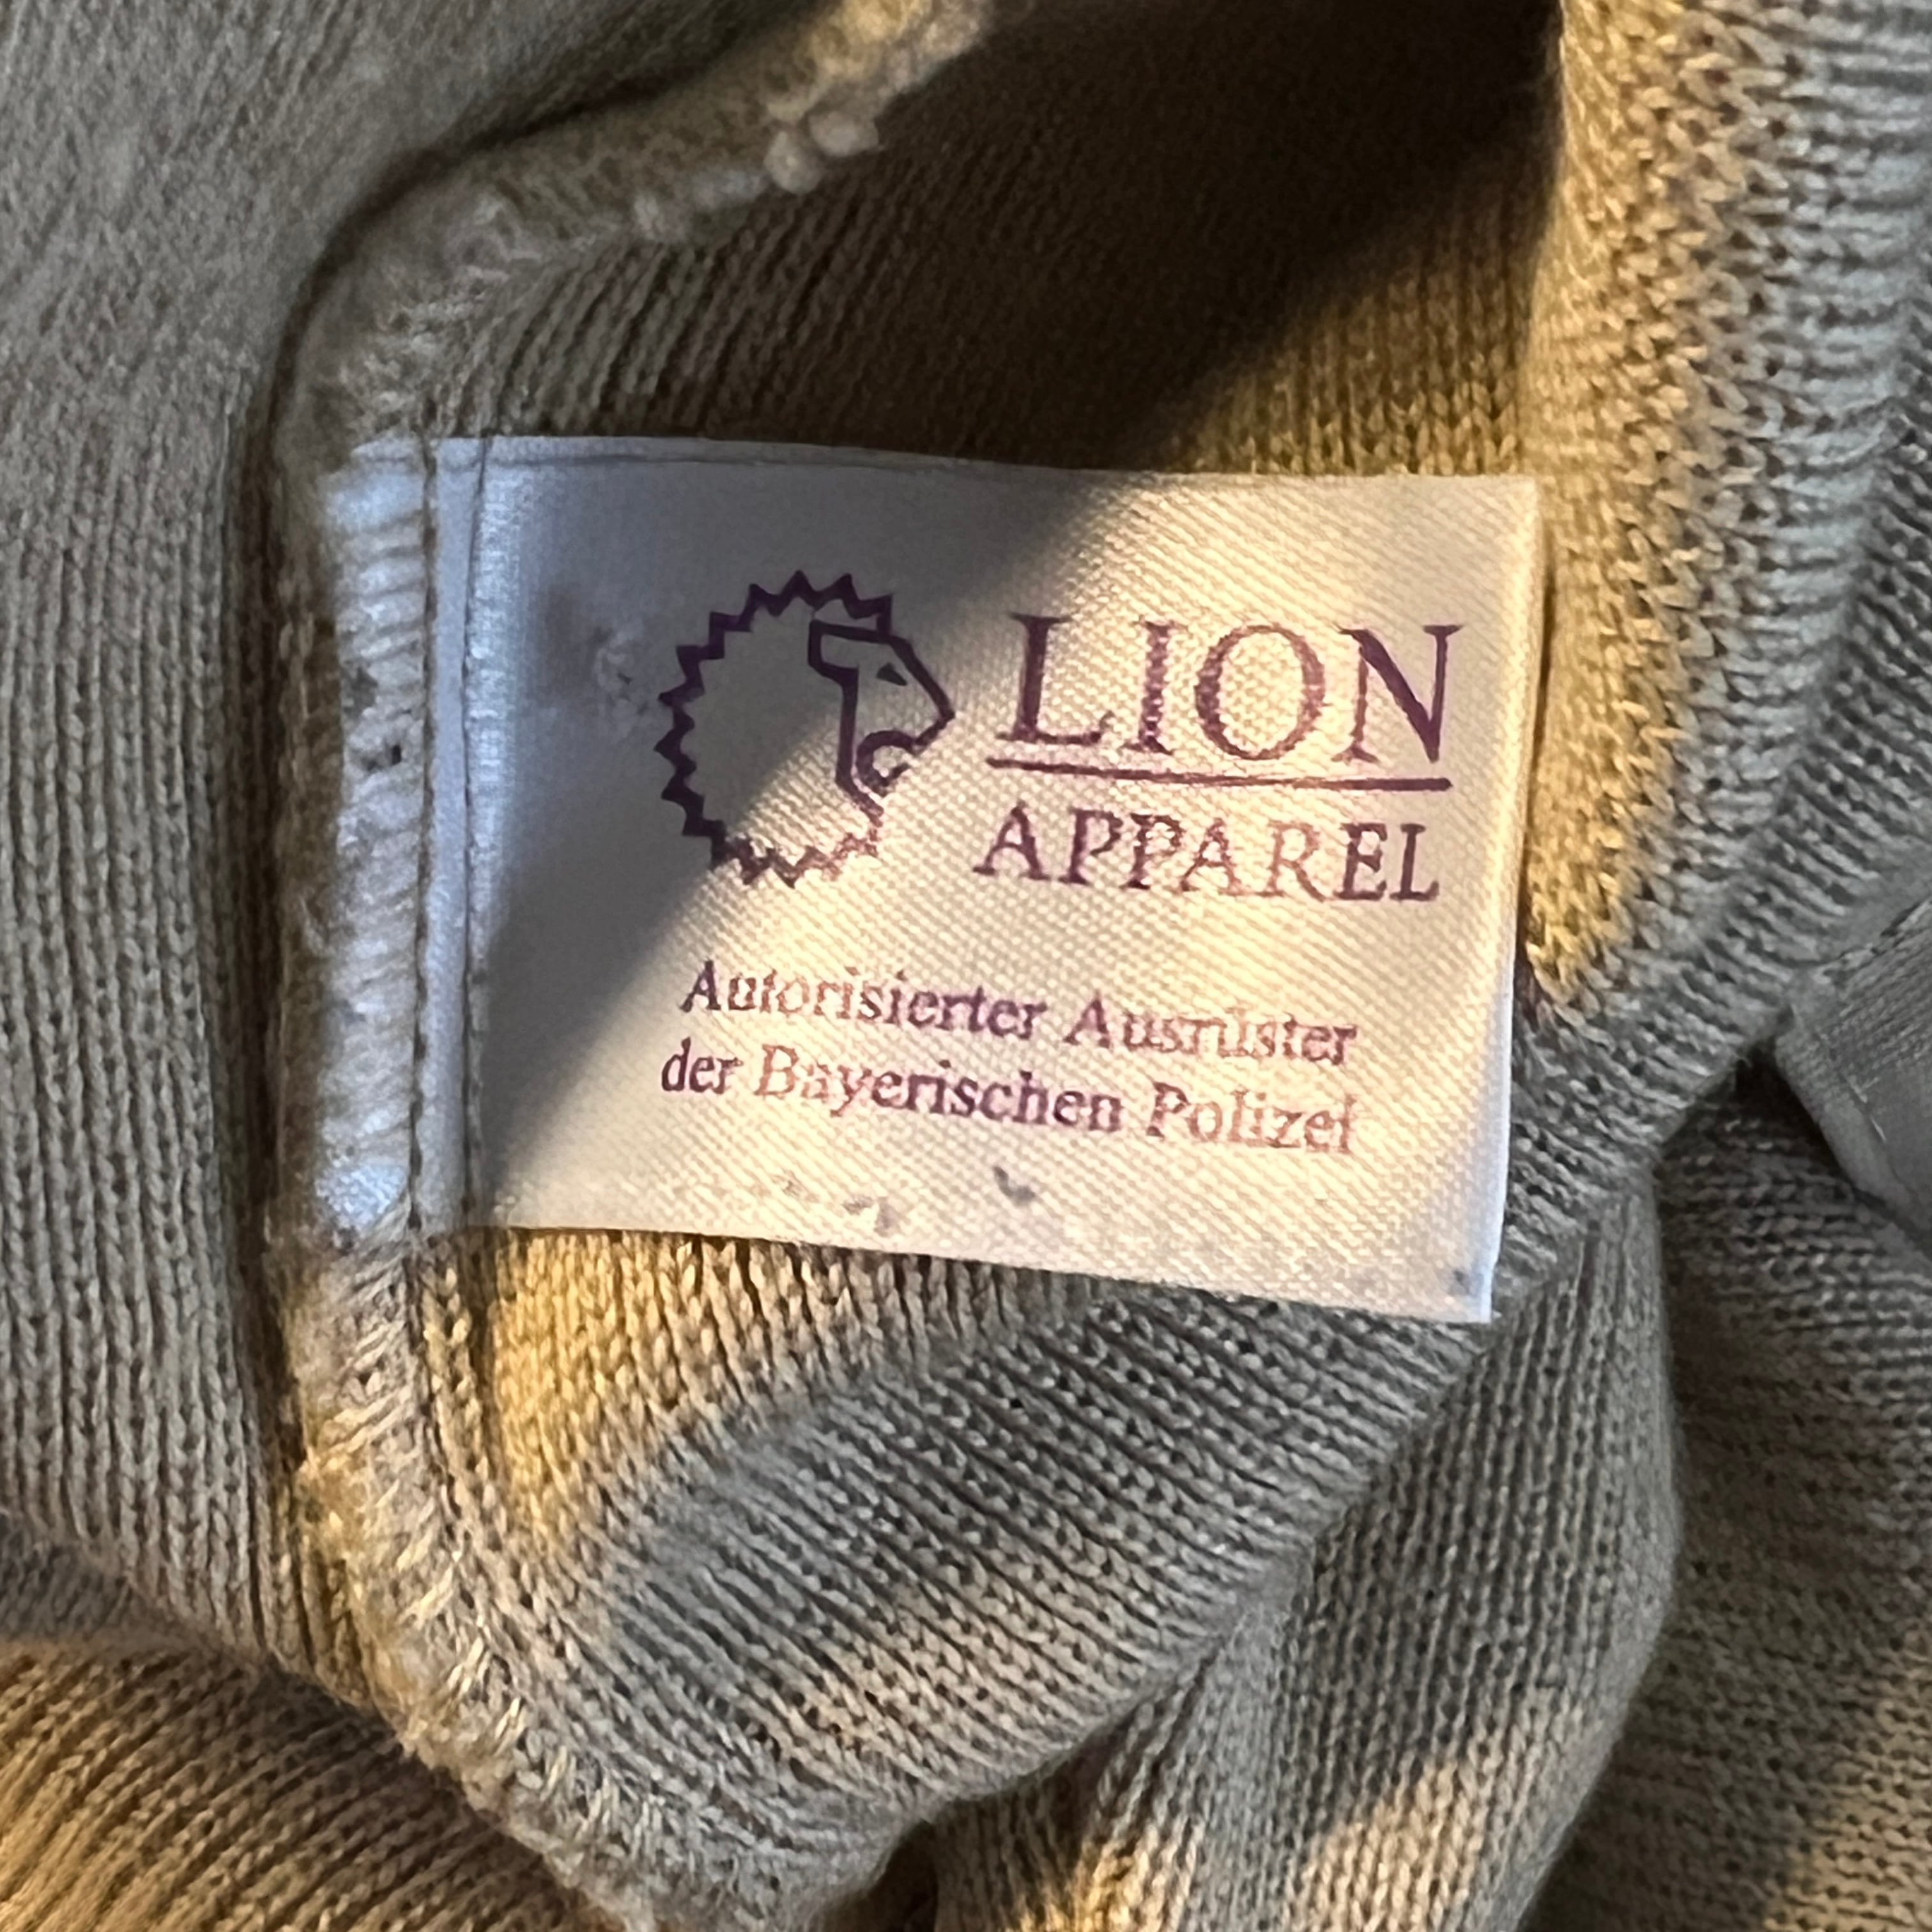 LION
APPAREL
Autorisierter Ausrüster
der Bayerischen Polizei